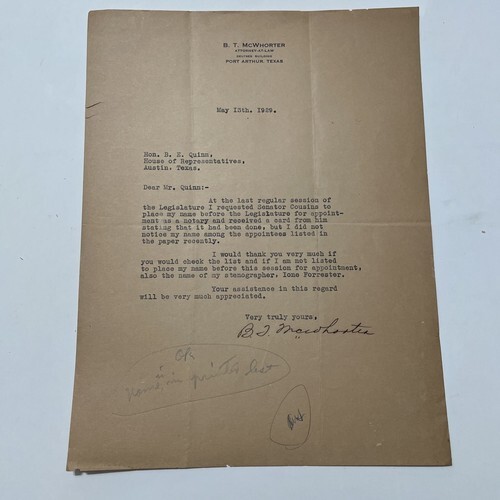 B. T. McWHORTER
ATTORNEY-AT-LAW
BUILDING
PORT ARTHUR, TEXAS
May 15th. 1929.
Hon. R. E. Quinn,
House of Representatives,
Austin, Texas.
Dear Mr. Quinn:-
At the last regular session of
the Legislature I requested Senator Cousins to
place my name before the Legislature for appoint-
ment as a notary and received a card from him
stating that it had been done, but I did not
notice my name among the appointees listed in
the paper recently.
I would thank you very much if
you would check the list and if I am not listed
to place my name before this session for appointment,
also the name of my stenographer, Ione Forrester.
Your assistance in this regard
will be very much appreciated.
Very truly yours,
B. T. McWhorter
OK
name in printed list